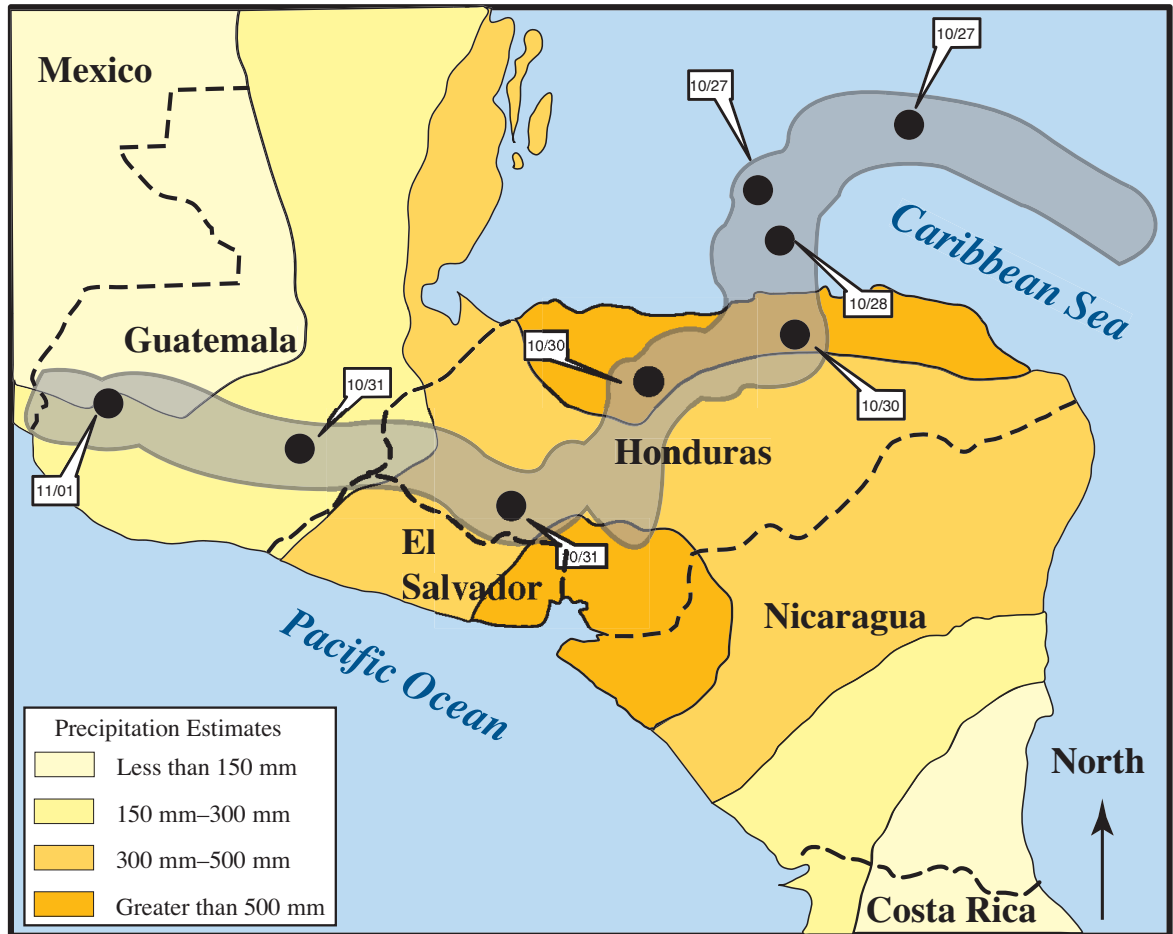 10/27
Mexico
10/27
Caribbean Sea
10/28
Guatemala
10/30
10/31
10/30
Honduras
11/01
El
Salvador
10/31
Nicaragua
Pacific Ocean
Precipitation Estimates
Less than 150 mm
150 mm–300 mm
300 mm–500 mm
Greater than 500 mm
North
Costa Rica